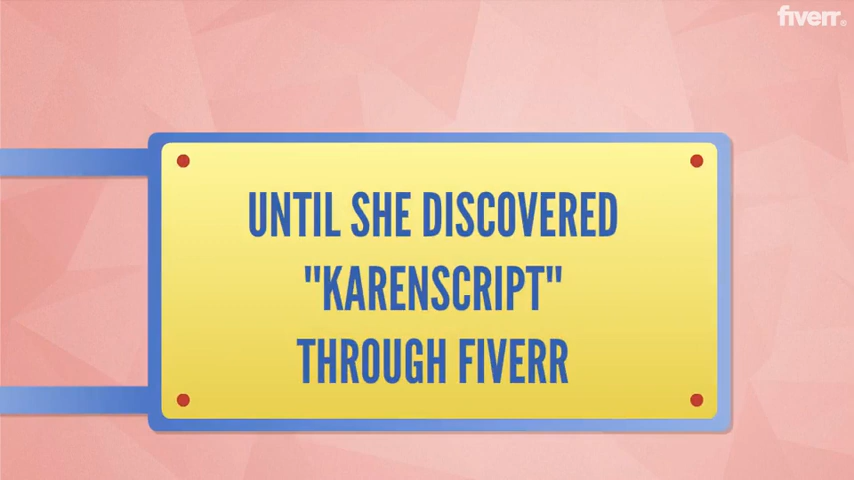 fiverr®
UNTIL SHE DISCOVERED
"KARENSCRIPT"
THROUGH FIVERR